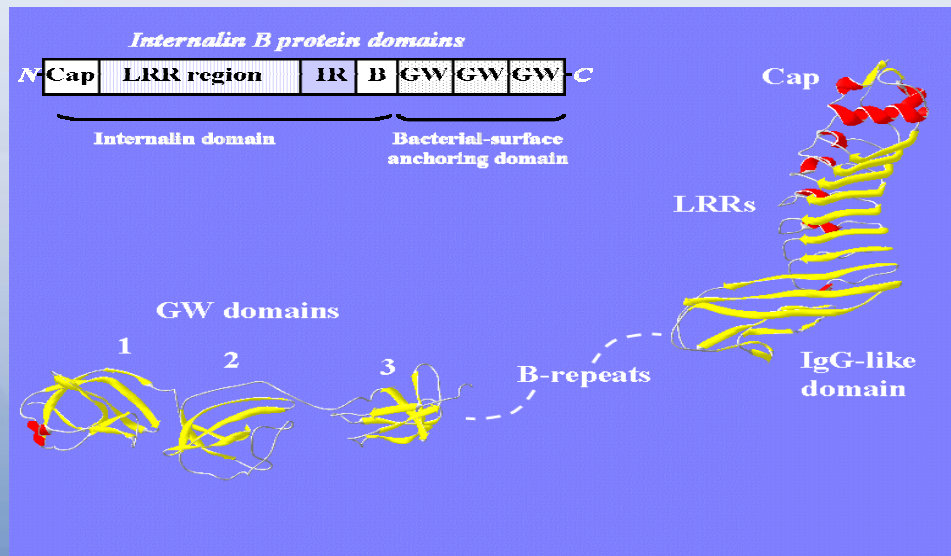 Internalin B protein domains
N Cap LRR region IR B GW GW GW C
Internalin domain
Bacterial-surface
anchoring domain
Cap
LRRs
GW domains
1 2 3
B-repeats
IgG-like
domain